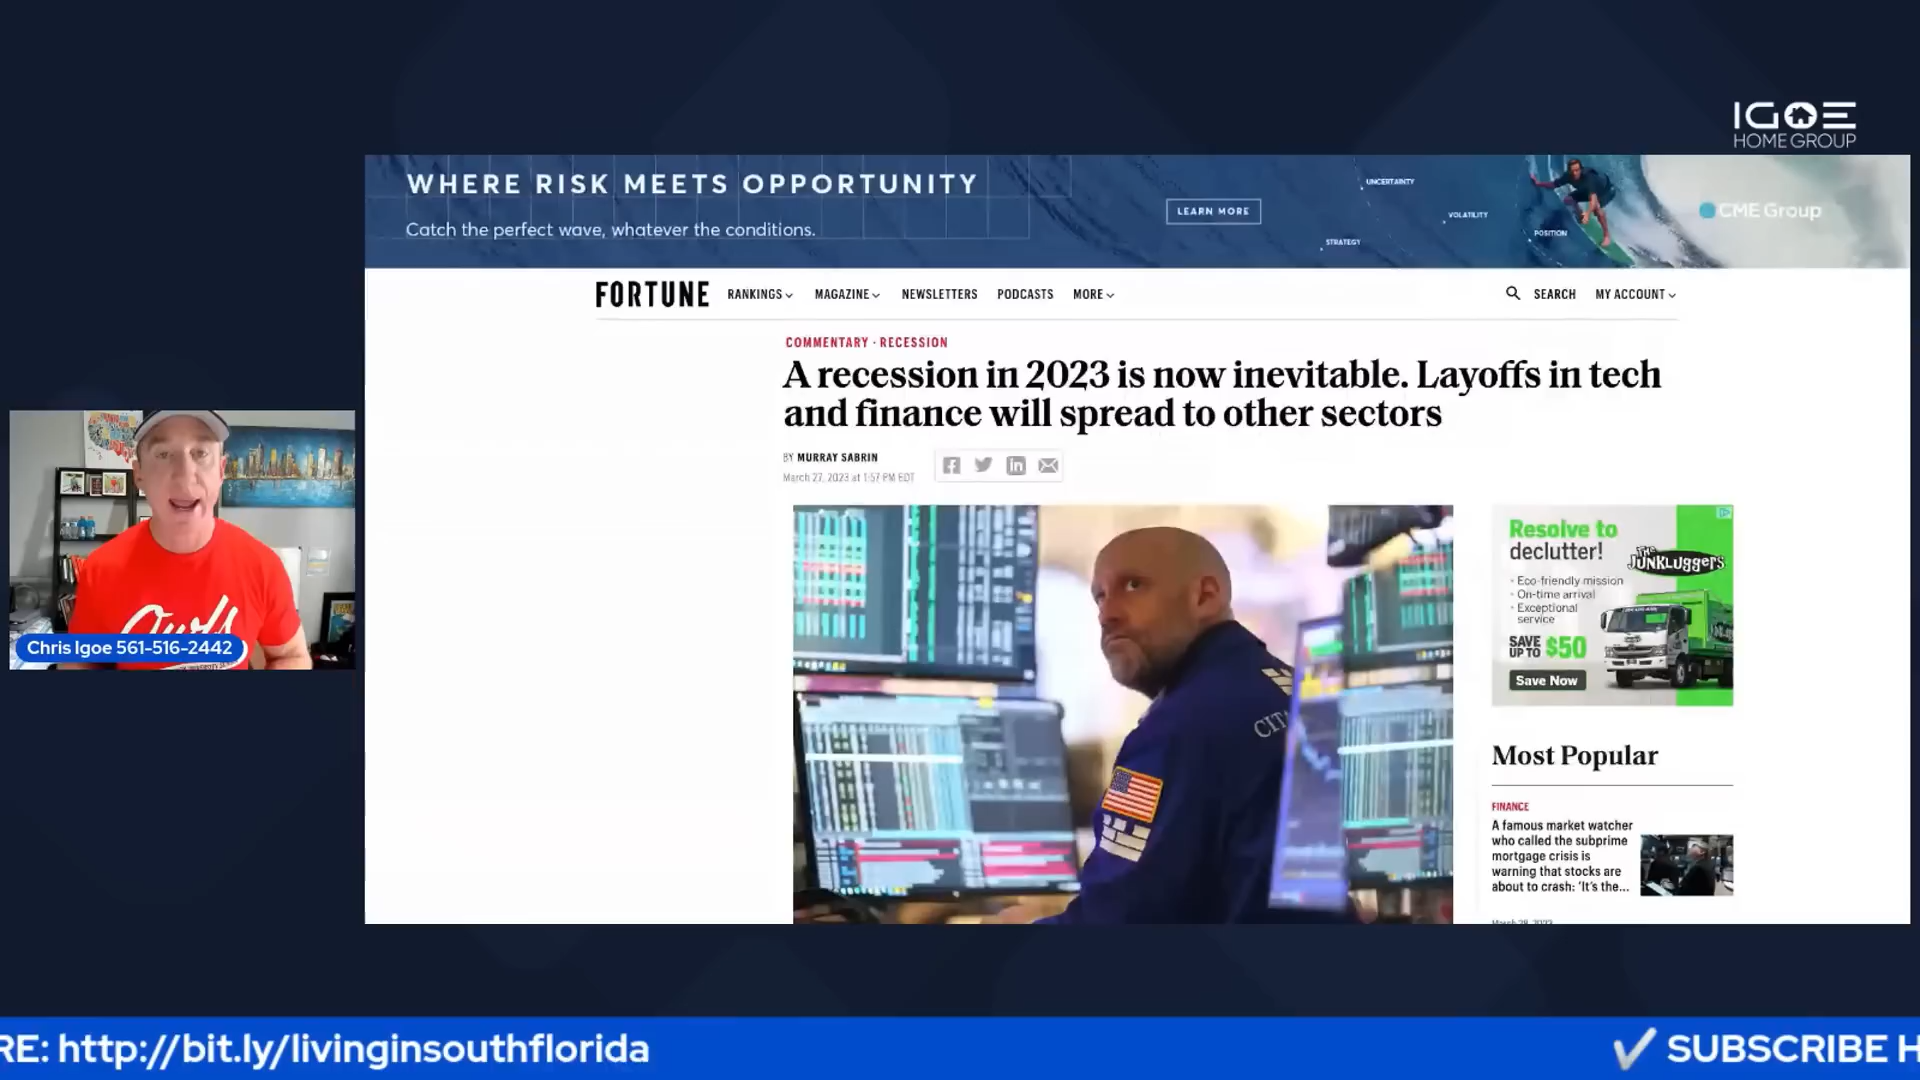 IGOE
HOME GROUP
WHERE RISK MEETS OPPORTUNITY
Catch the perfect wave, whatever the conditions.
LEARN MORE
UNCERTAINTY
VOLATILITY
POSITION
STRATEGY
CME Group
FORTUNE
RANKINGS
MAGAZINE
NEWSLETTERS
PODCASTS
MORE
SEARCH
MY ACCOUNT
COMMENTARY · RECESSION
A recession in 2023 is now inevitable. Layoffs in tech
and finance will spread to other sectors
BY MURRAY SABRIN
March 27, 2023 at 1:57 PM EDT
Owls
Chris Igoe 561-516-2442
CIT
Resolve to
declutter!
THE
JUNKLUGGERS
· Eco-friendly mission
· On-time arrival
· Exceptional
service
SAVE
UP TO $50
Save Now
Most Popular
FINANCE
A famous market watcher
who called the subprime
mortgage crisis is
warning that stocks are
about to crash: ‘It’s the...
March 28, 2023
RE: http://bit.ly/livinginsouthflorida
✓ SUBSCRIBE H